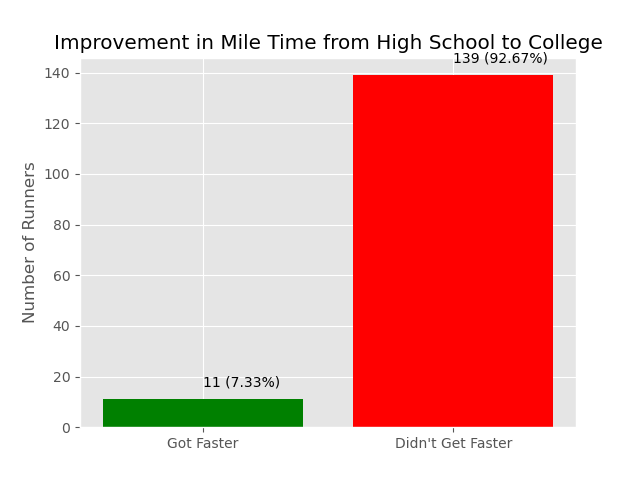 Improvement in Mile Time from High School to College
139 (92.67%)
140
120
100
80
60
40
20
0
Number of Runners
11 (7.33%)
Got Faster
Didn't Get Faster